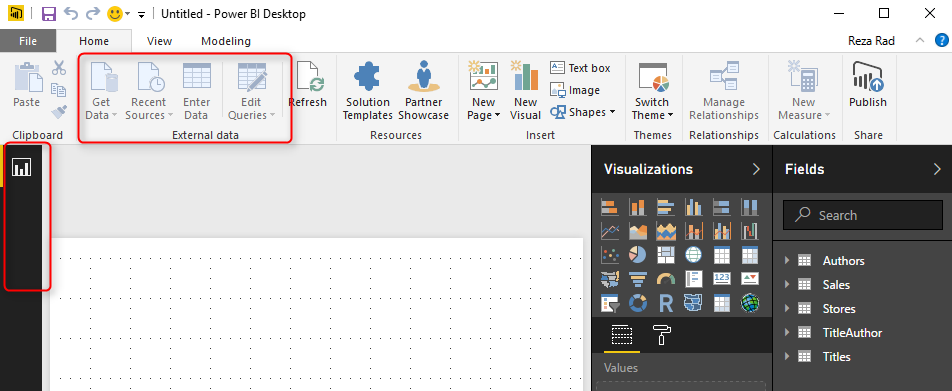 Untitled - Power BI Desktop
File Home View Modeling Reza Rad
Paste
Get Data
Recent Sources
Enter Data
Edit Queries
Refresh
Solution Templates
Partner Showcase
New Page
New Visual
Text box
Image
Shapes
Switch Theme
Manage Relationships
New Measure
Publish
Clipboard External data Resources Insert Themes Relationships Calculations Share
Visualizations
R
123
Values
Fields
Search
Authors
Sales
Stores
TitleAuthor
Titles